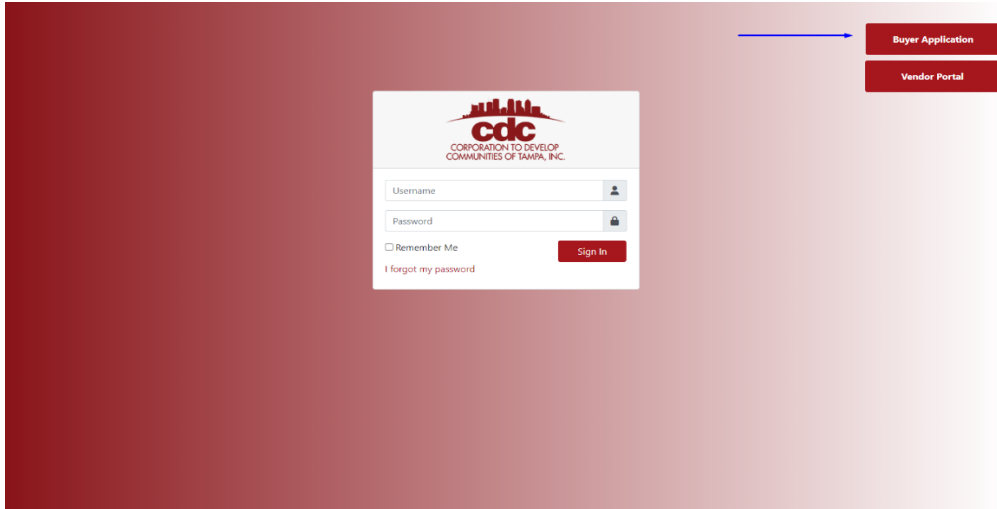 Buyer Application
Vendor Portal
cdc
CORPORATION TO DEVELOP
COMMUNITIES OF TAMPA, INC.
Username
Password
Remember Me
Sign In
I forgot my password